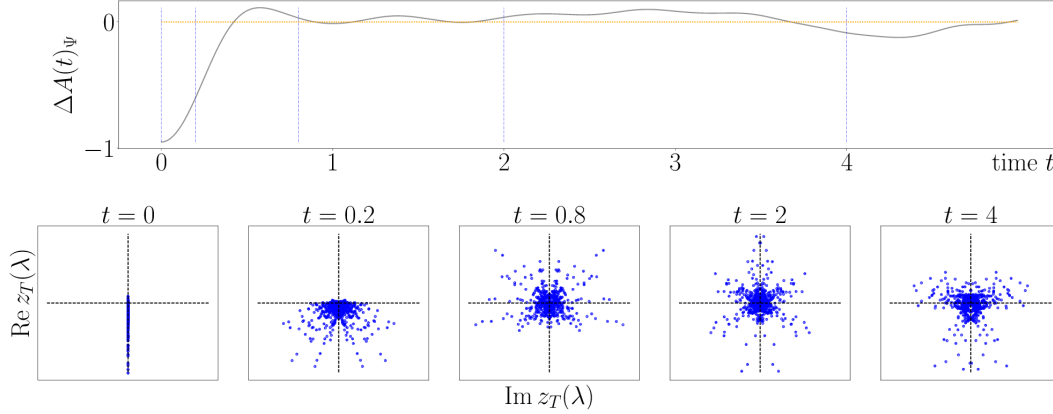 ΔA(t)_Ψ
0
−1
0 1 2 3 4 time t
t = 0 t = 0.2 t = 0.8 t = 2 t = 4
Re z_T(λ)
Im z_T(λ)